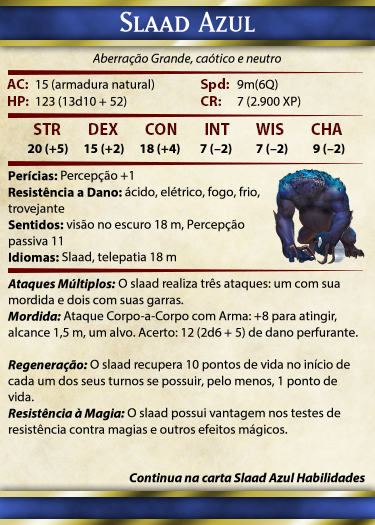 Slaad Azul
Aberração Grande, caótico e neutro
AC: 15 (armadura natural) Spd: 9m(6Q)
HP: 123 (13d10 + 52) CR: 7 (2.900 XP)
STR DEX CON INT WIS CHA
20 (+5) 15 (+2) 18 (+4) 7 (–2) 7 (–2) 9 (–2)
Perícias: Percepção +1
Resistência a Dano: ácido, elétrico, fogo, frio,
trovejante
Sentidos: visão no escuro 18 m, Percepção
passiva 11
Idiomas: Slaad, telepatia 18 m
Ataques Múltiplos: O slaad realiza três ataques: um com sua
mordida e dois com suas garras.
Mordida: Ataque Corpo-a-Corpo com Arma: +8 para atingir,
alcance 1,5 m, um alvo. Acerto: 12 (2d6 + 5) de dano perfurante.
Regeneração: O slaad recupera 10 pontos de vida no início de
cada um dos seus turnos se possuir, pelo menos, 1 ponto de
vida.
Resistência à Magia: O slaad possui vantagem nos testes de
resistência contra magias e outros efeitos mágicos.
Continua na carta Slaad Azul Habilidades